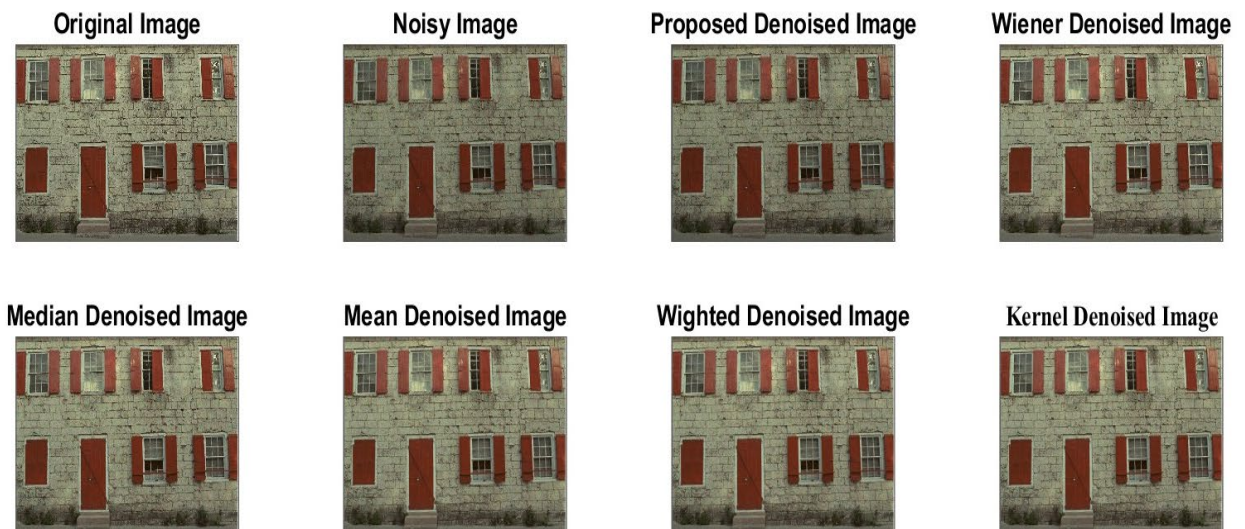 Original Image
Noisy Image
Proposed Denoised Image
Wiener Denoised Image
Median Denoised Image
Mean Denoised Image
Wighted Denoised Image
Kernel Denoised Image